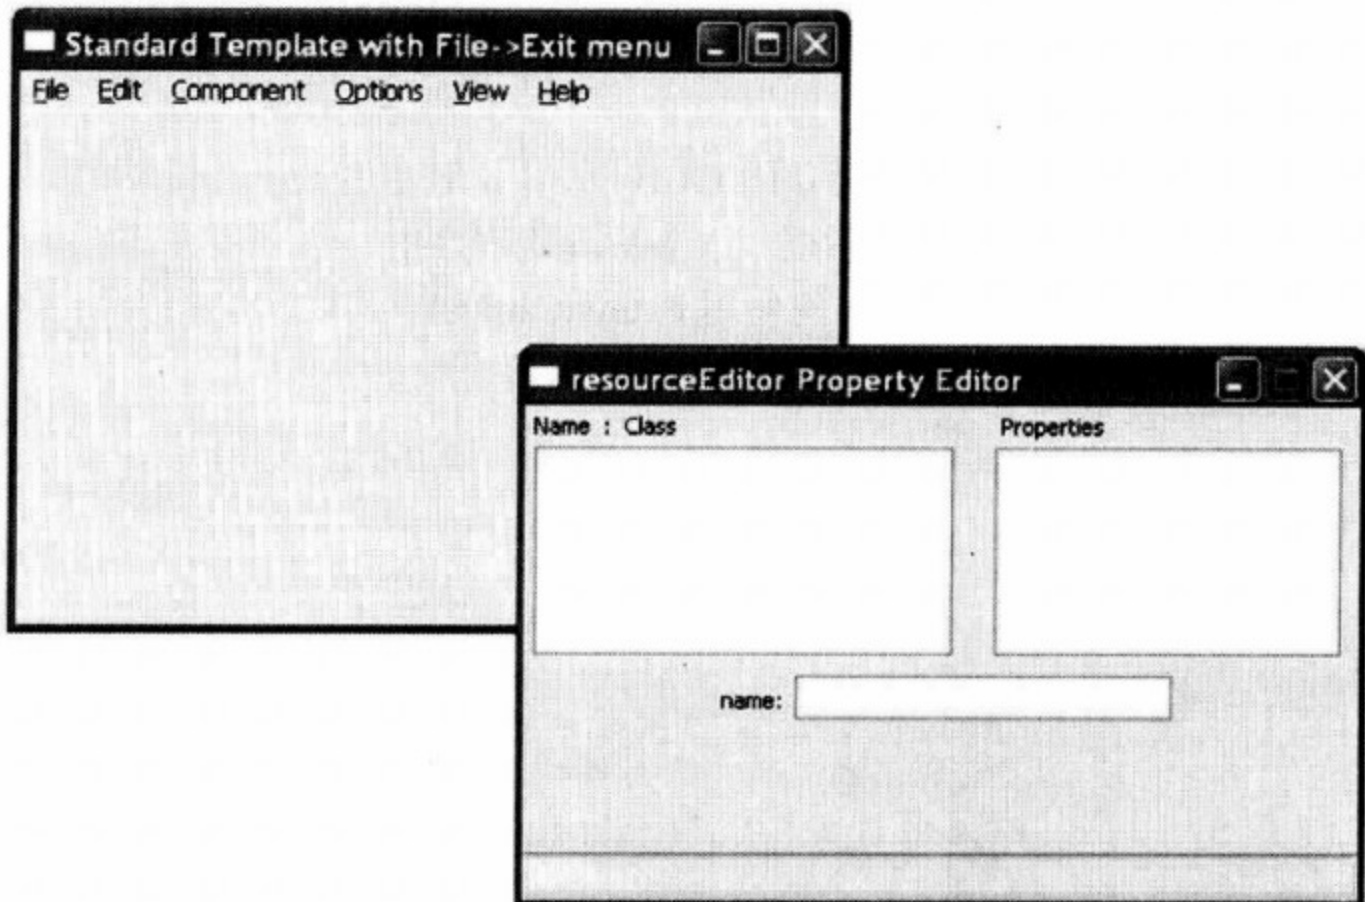 Standard Template with File->Exit menu
File Edit Component Options View Help
resourceEditor Property Editor
Name : Class Properties
name: